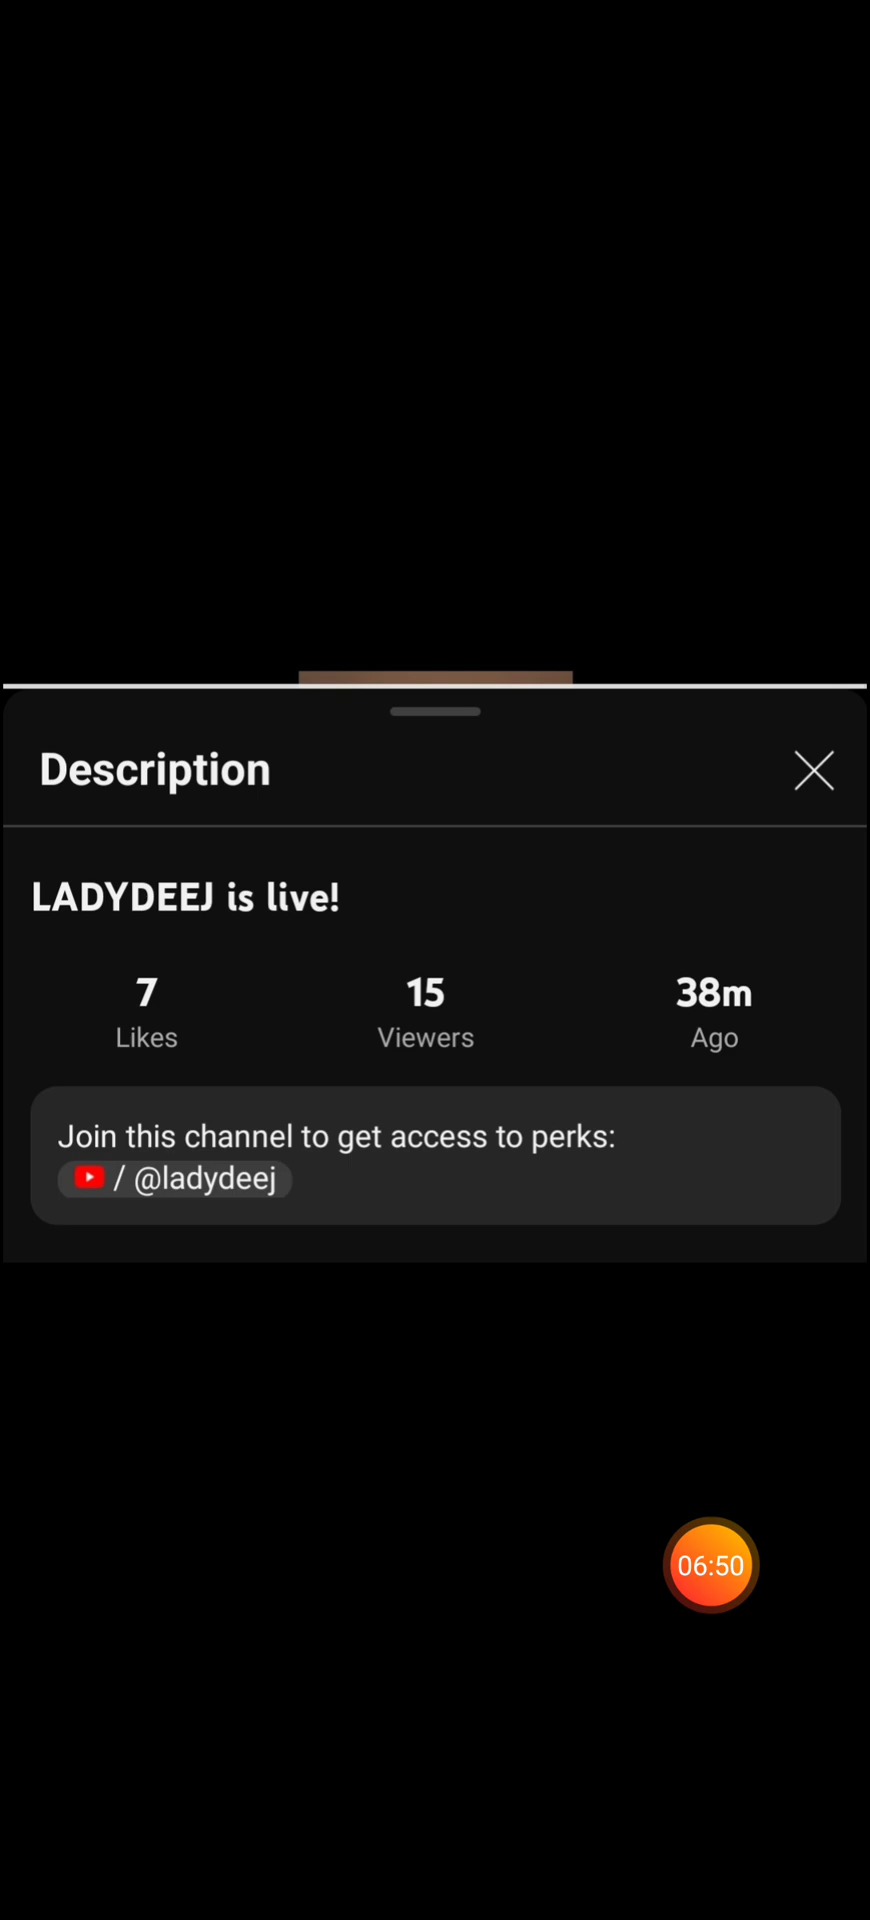 Description
LADYDEEJ is live!
7
15
38m
Likes
Viewers
Ago
Join this channel to get access to perks:
/ @ladydeej
06:50